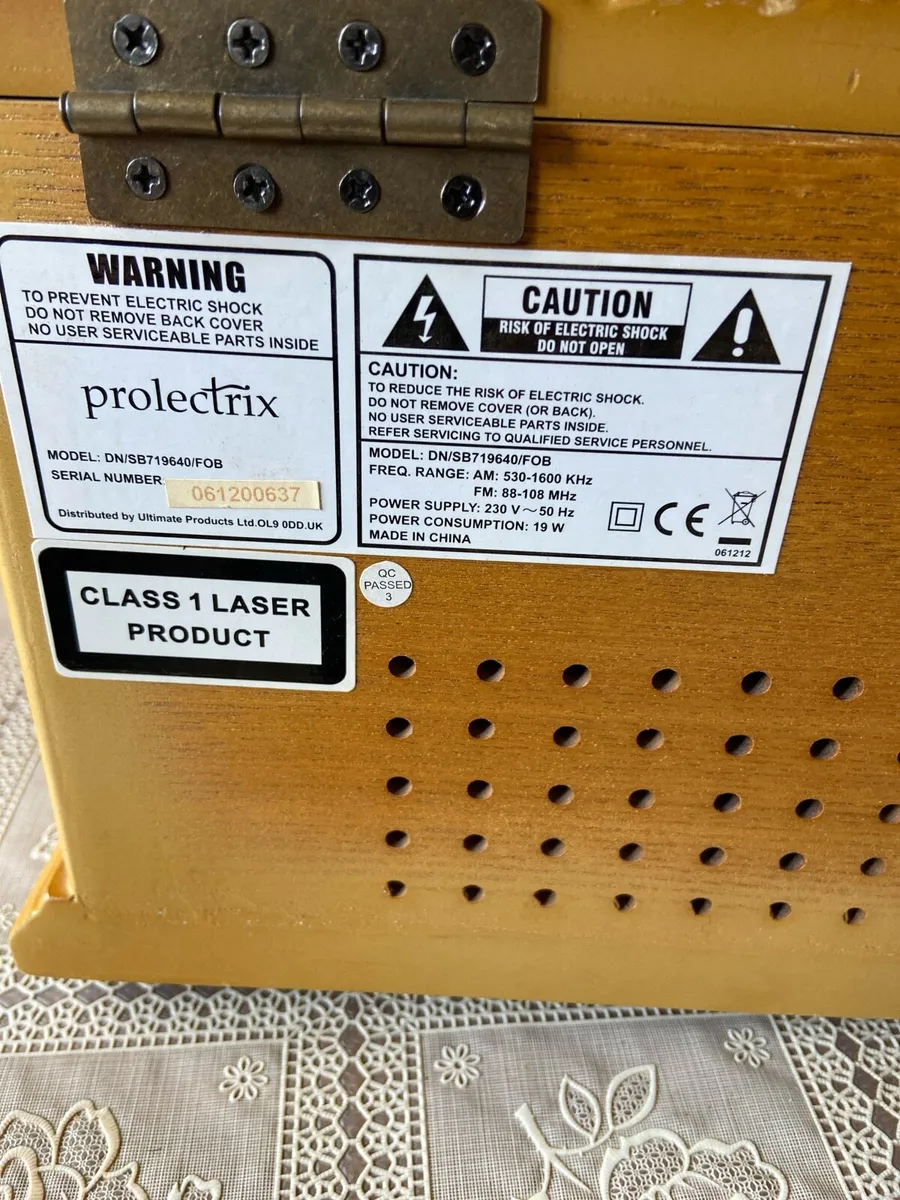 WARNING
TO PREVENT ELECTRIC SHOCK
DO NOT REMOVE BACK COVER
NO USER SERVICEABLE PARTS INSIDE
prolectrix
MODEL: DN/SB719640/FOB
SERIAL NUMBER
061200637
Distributed by Ultimate Products Ltd.OL9 0DD.UK
CAUTION
RISK OF ELECTRIC SHOCK
DO NOT OPEN
CAUTION:
TO REDUCE THE RISK OF ELECTRIC SHOCK.
DO NOT REMOVE COVER (OR BACK).
NO USER SERVICEABLE PARTS INSIDE.
REFER SERVICING TO QUALIFIED SERVICE PERSONNEL.
MODEL: DN/SB719640/FOB
FREQ. RANGE: AM: 530-1600 KHz
FM: 88-108 MHz
POWER SUPPLY: 230 V～50 Hz
POWER CONSUMPTION: 19 W
MADE IN CHINA
CE
061212
CLASS 1 LASER
PRODUCT
QC
PASSED
3